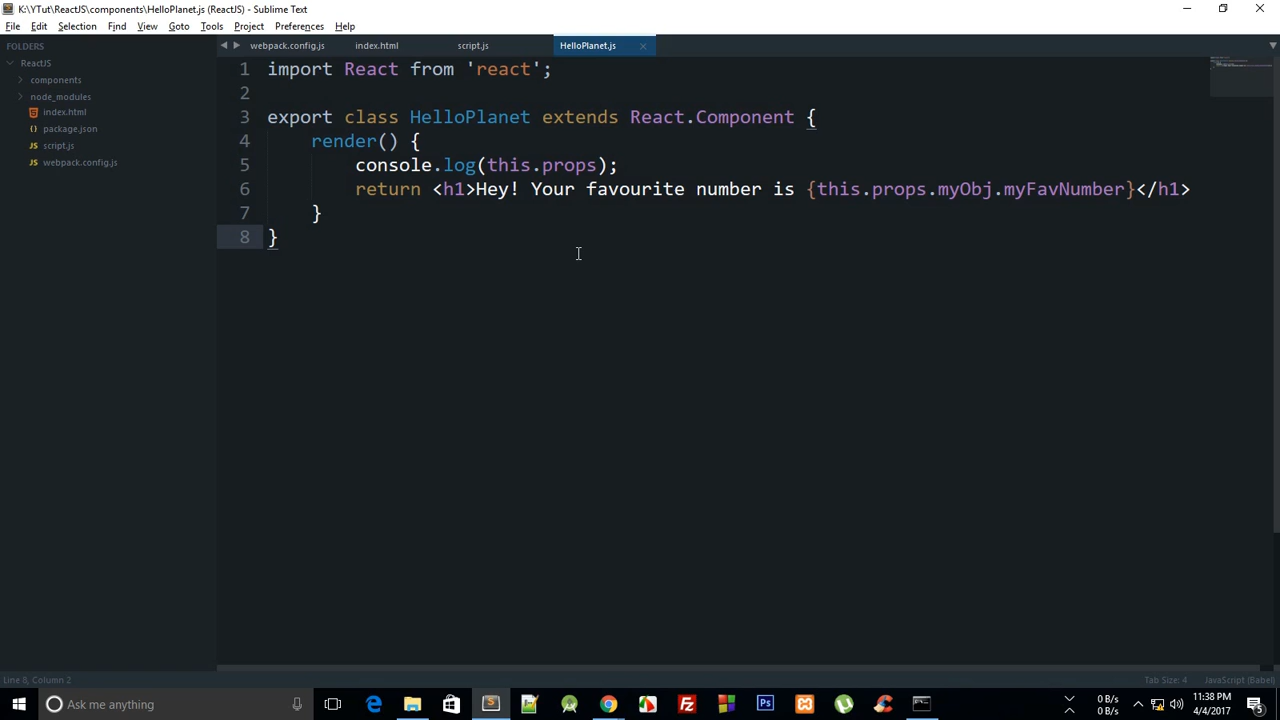 K:\YTut\ReactJS\components\HelloPlanet.js (ReactJS) - Sublime Text
File Edit Selection Find View Goto Tools Project Preferences Help
FOLDERS
ReactJS
components
node_modules
index.html
package.json
script.js
webpack.config.js
webpack.config.js index.html script.js HelloPlanet.js
1 import React from 'react';
2
3 export class HelloPlanet extends React.Component {
4 render() {
5 console.log(this.props);
6 return <h1>Hey! Your favourite number is {this.props.myObj.myFavNumber}</h1>
7 }
8 }
Line 8, Column 2
Tab Size: 4
JavaScript (Babel)
Ask me anything
0 B/s
0 B/s
11:38 PM
4/4/2017